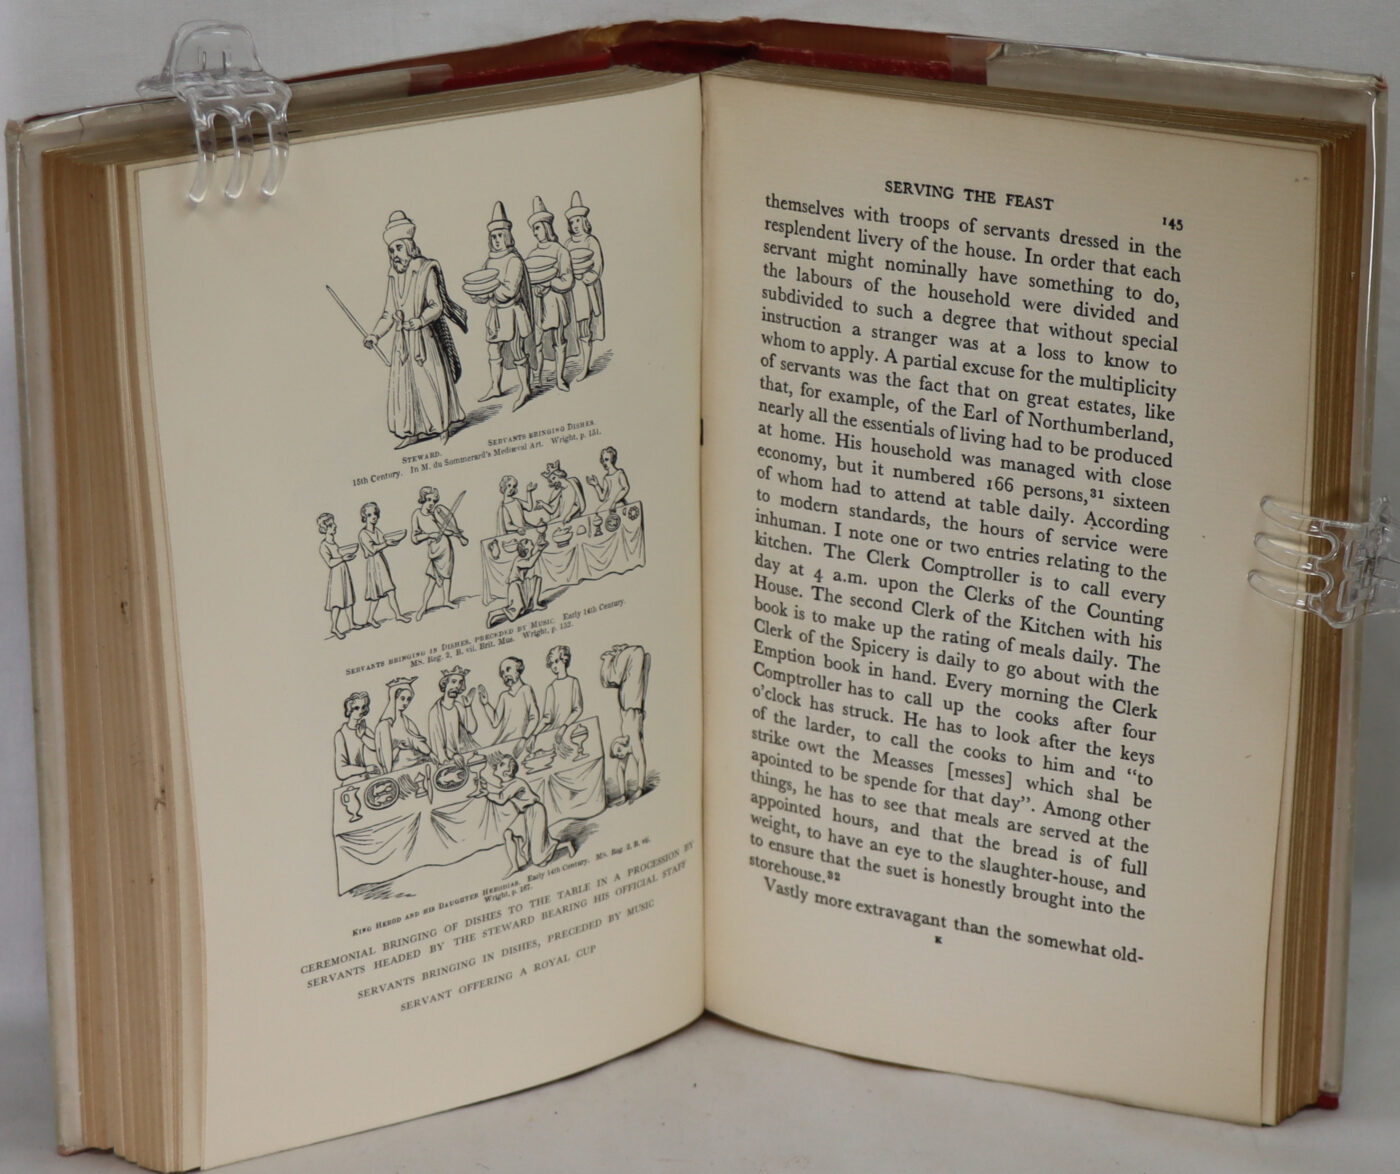 STEWARD.
SERVANTS BRINGING DISHES.
15th Century. In M. du Sommerard's Mediæval Art. Wright, p. 151.
SERVANTS BRINGING IN DISHES, PRECEDED BY MUSIC. Early 14th Century.
MS. Reg. 2, B. vii. Brit. Mus. Wright, p. 152.
KING HEROD AND HIS DAUGHTER HERODIAS. Early 14th Century. MS. Reg. 2, B. vii.
Wright, p. 167.
CEREMONIAL BRINGING OF DISHES TO THE TABLE IN A PROCESSION BY
SERVANTS HEADED BY THE STEWARD BEARING HIS OFFICIAL STAFF
SERVANTS BRINGING IN DISHES, PRECEDED BY MUSIC
SERVANT OFFERING A ROYAL CUP
SERVING THE FEAST 145
themselves with troops of servants dressed in the
resplendent livery of the house. In order that each
servant might nominally have something to do,
the labours of the household were divided and
subdivided to such a degree that without special
instruction a stranger was at a loss to know to
whom to apply. A partial excuse for the multiplicity
of servants was the fact that on great estates, like
that, for example, of the Earl of Northumberland,
nearly all the essentials of living had to be produced
at home. His household was managed with close
economy, but it numbered 166 persons,³¹ sixteen
of whom had to attend at table daily. According
to modern standards, the hours of service were
inhuman. I note one or two entries relating to the
kitchen. The Clerk Comptroller is to call every
day at 4 a.m. upon the Clerks of the Counting
House. The second Clerk of the Kitchen with his
book is to make up the rating of meals daily. The
Clerk of the Spicery is daily to go about with the
Emption book in hand. Every morning the Clerk
Comptroller has to call up the cooks after four
o'clock has struck. He has to look after the keys
of the larder, to call the cooks to him and "to
strike owt the Measses [messes] which shal be
apointed to be spende for that day". Among other
things, he has to see that meals are served at the
appointed hours, and that the bread is of full
weight, to have an eye to the slaughter-house, and
to ensure that the suet is honestly brought into the
storehouse.³²
Vastly more extravagant than the somewhat old-
K